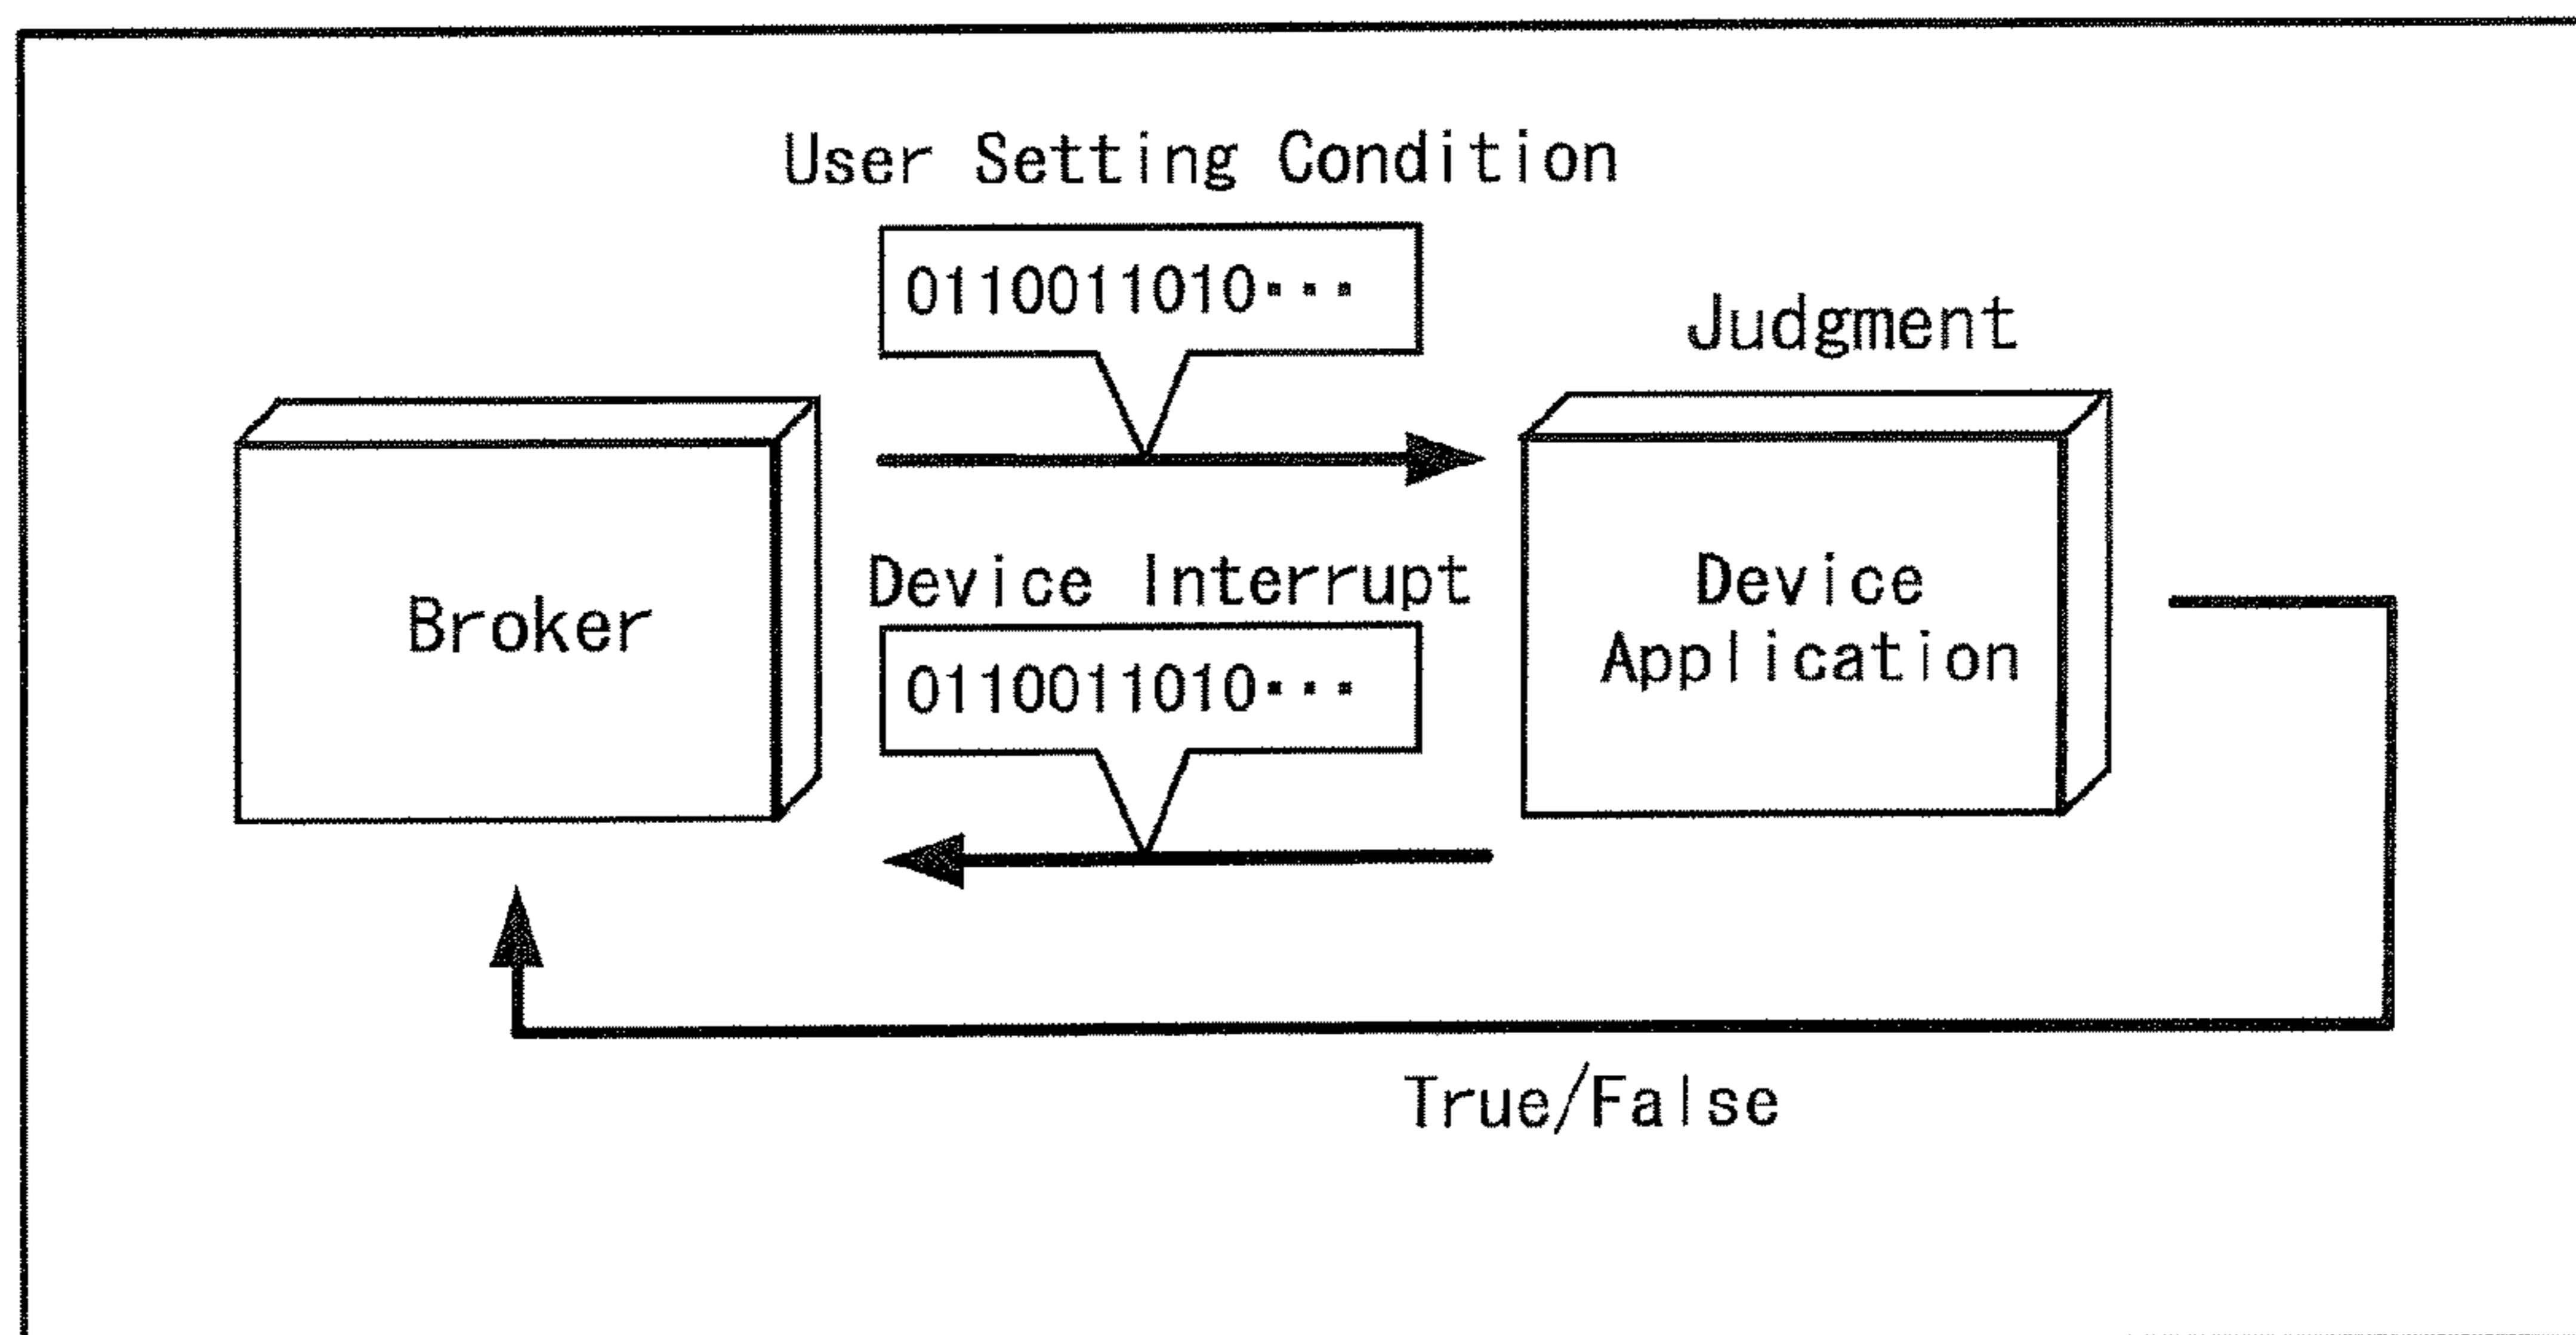 User Setting Condition
0110011010···
Judgment
Broker
Device Interrupt
0110011010···
Device
Application
True/False